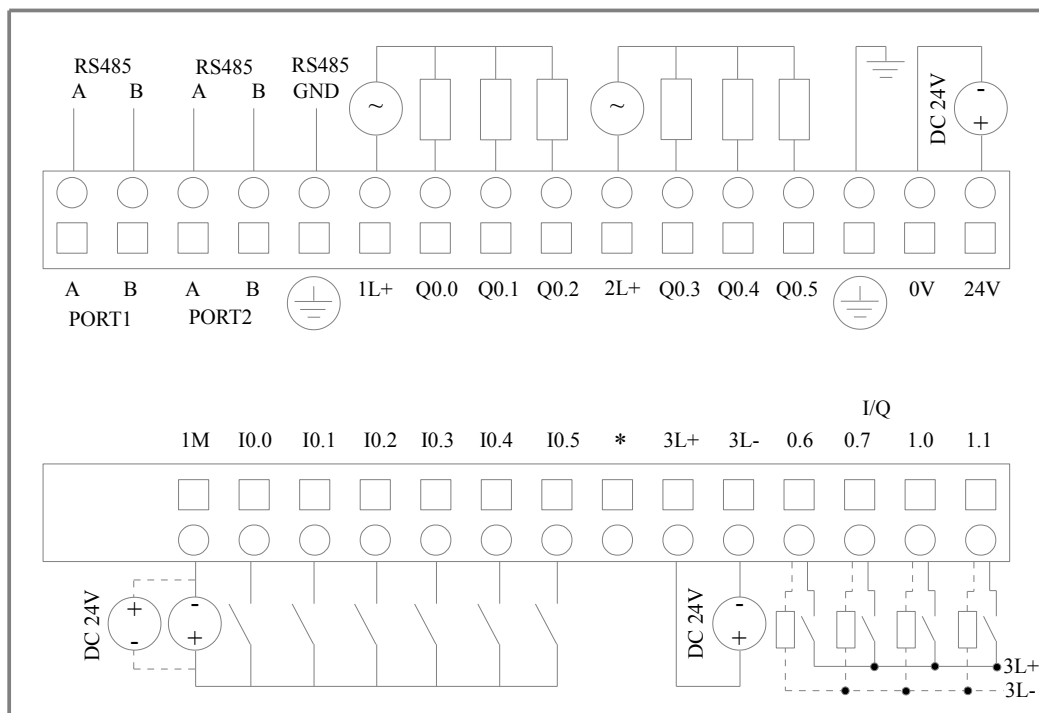 RS485 RS485 RS485
A B A B GND ~ ~ DC 24V - +
A B A B 1L+ Q0.0 Q0.1 Q0.2 2L+ Q0.3 Q0.4 Q0.5 0V 24V
PORT1 PORT2
I/Q
1M I0.0 I0.1 I0.2 I0.3 I0.4 I0.5 * 3L+ 3L- 0.6 0.7 1.0 1.1
DC 24V + - - + DC 24V - +
3L+
3L-